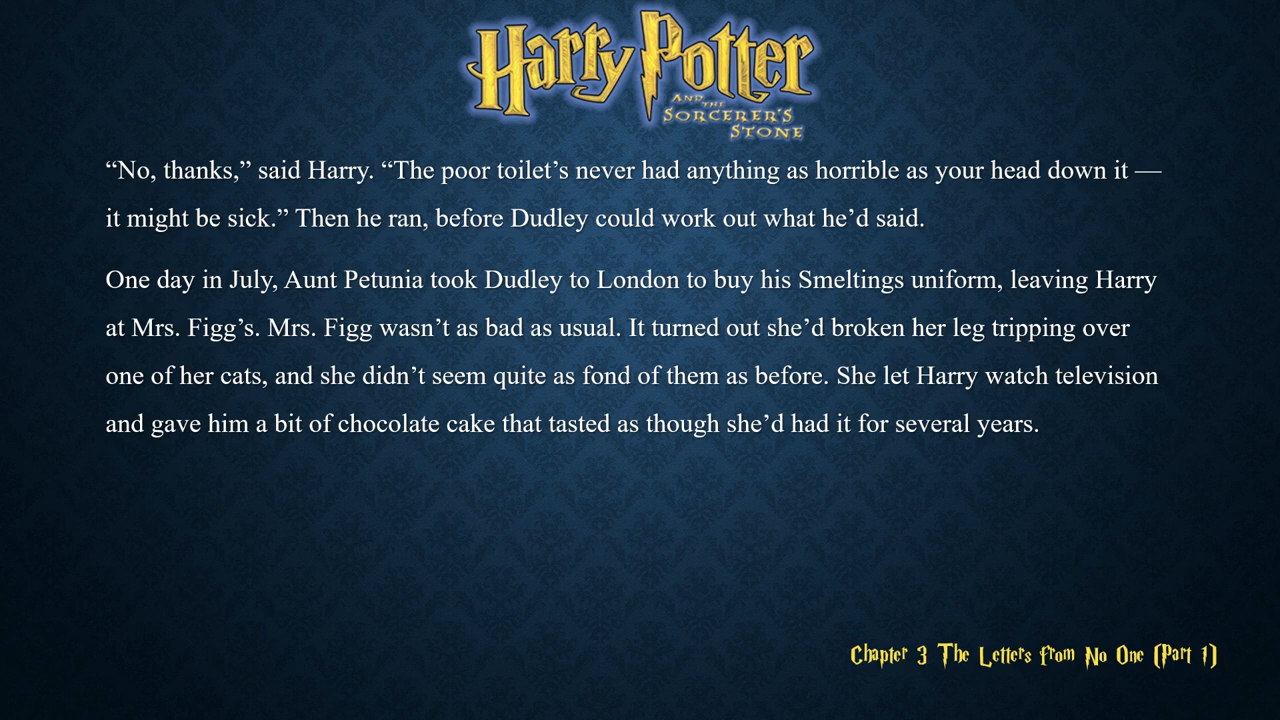 Harry Potter
AND THE
SORCERER'S
STONE
“No, thanks,” said Harry. “The poor toilet’s never had anything as horrible as your head down it —
it might be sick.” Then he ran, before Dudley could work out what he’d said.
One day in July, Aunt Petunia took Dudley to London to buy his Smeltings uniform, leaving Harry
at Mrs. Figg’s. Mrs. Figg wasn’t as bad as usual. It turned out she’d broken her leg tripping over
one of her cats, and she didn’t seem quite as fond of them as before. She let Harry watch television
and gave him a bit of chocolate cake that tasted as though she’d had it for several years.
Chapter 3 The Letters from No One (Part 1)